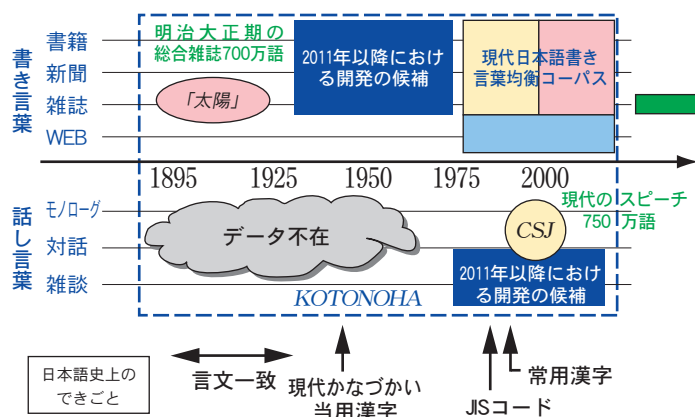 書き言葉
書籍
新聞
雑誌
WEB
明治大正期の
総合雑誌700万語
「太陽」
2011年以降におけ
る開発の候補
現代日本語書き
言葉均衡コーパス
1895
1925
1950
1975
2000
話し言葉
モノローグ
対話
雑談
データ不在
現代の スピーチ
750 万語
CSJ
2011年以降におけ
る開発の候補
KOTONOHA
日本語史上の
できごと
言文一致
現代かなづかい
当用漢字
常用漢字
JISコード